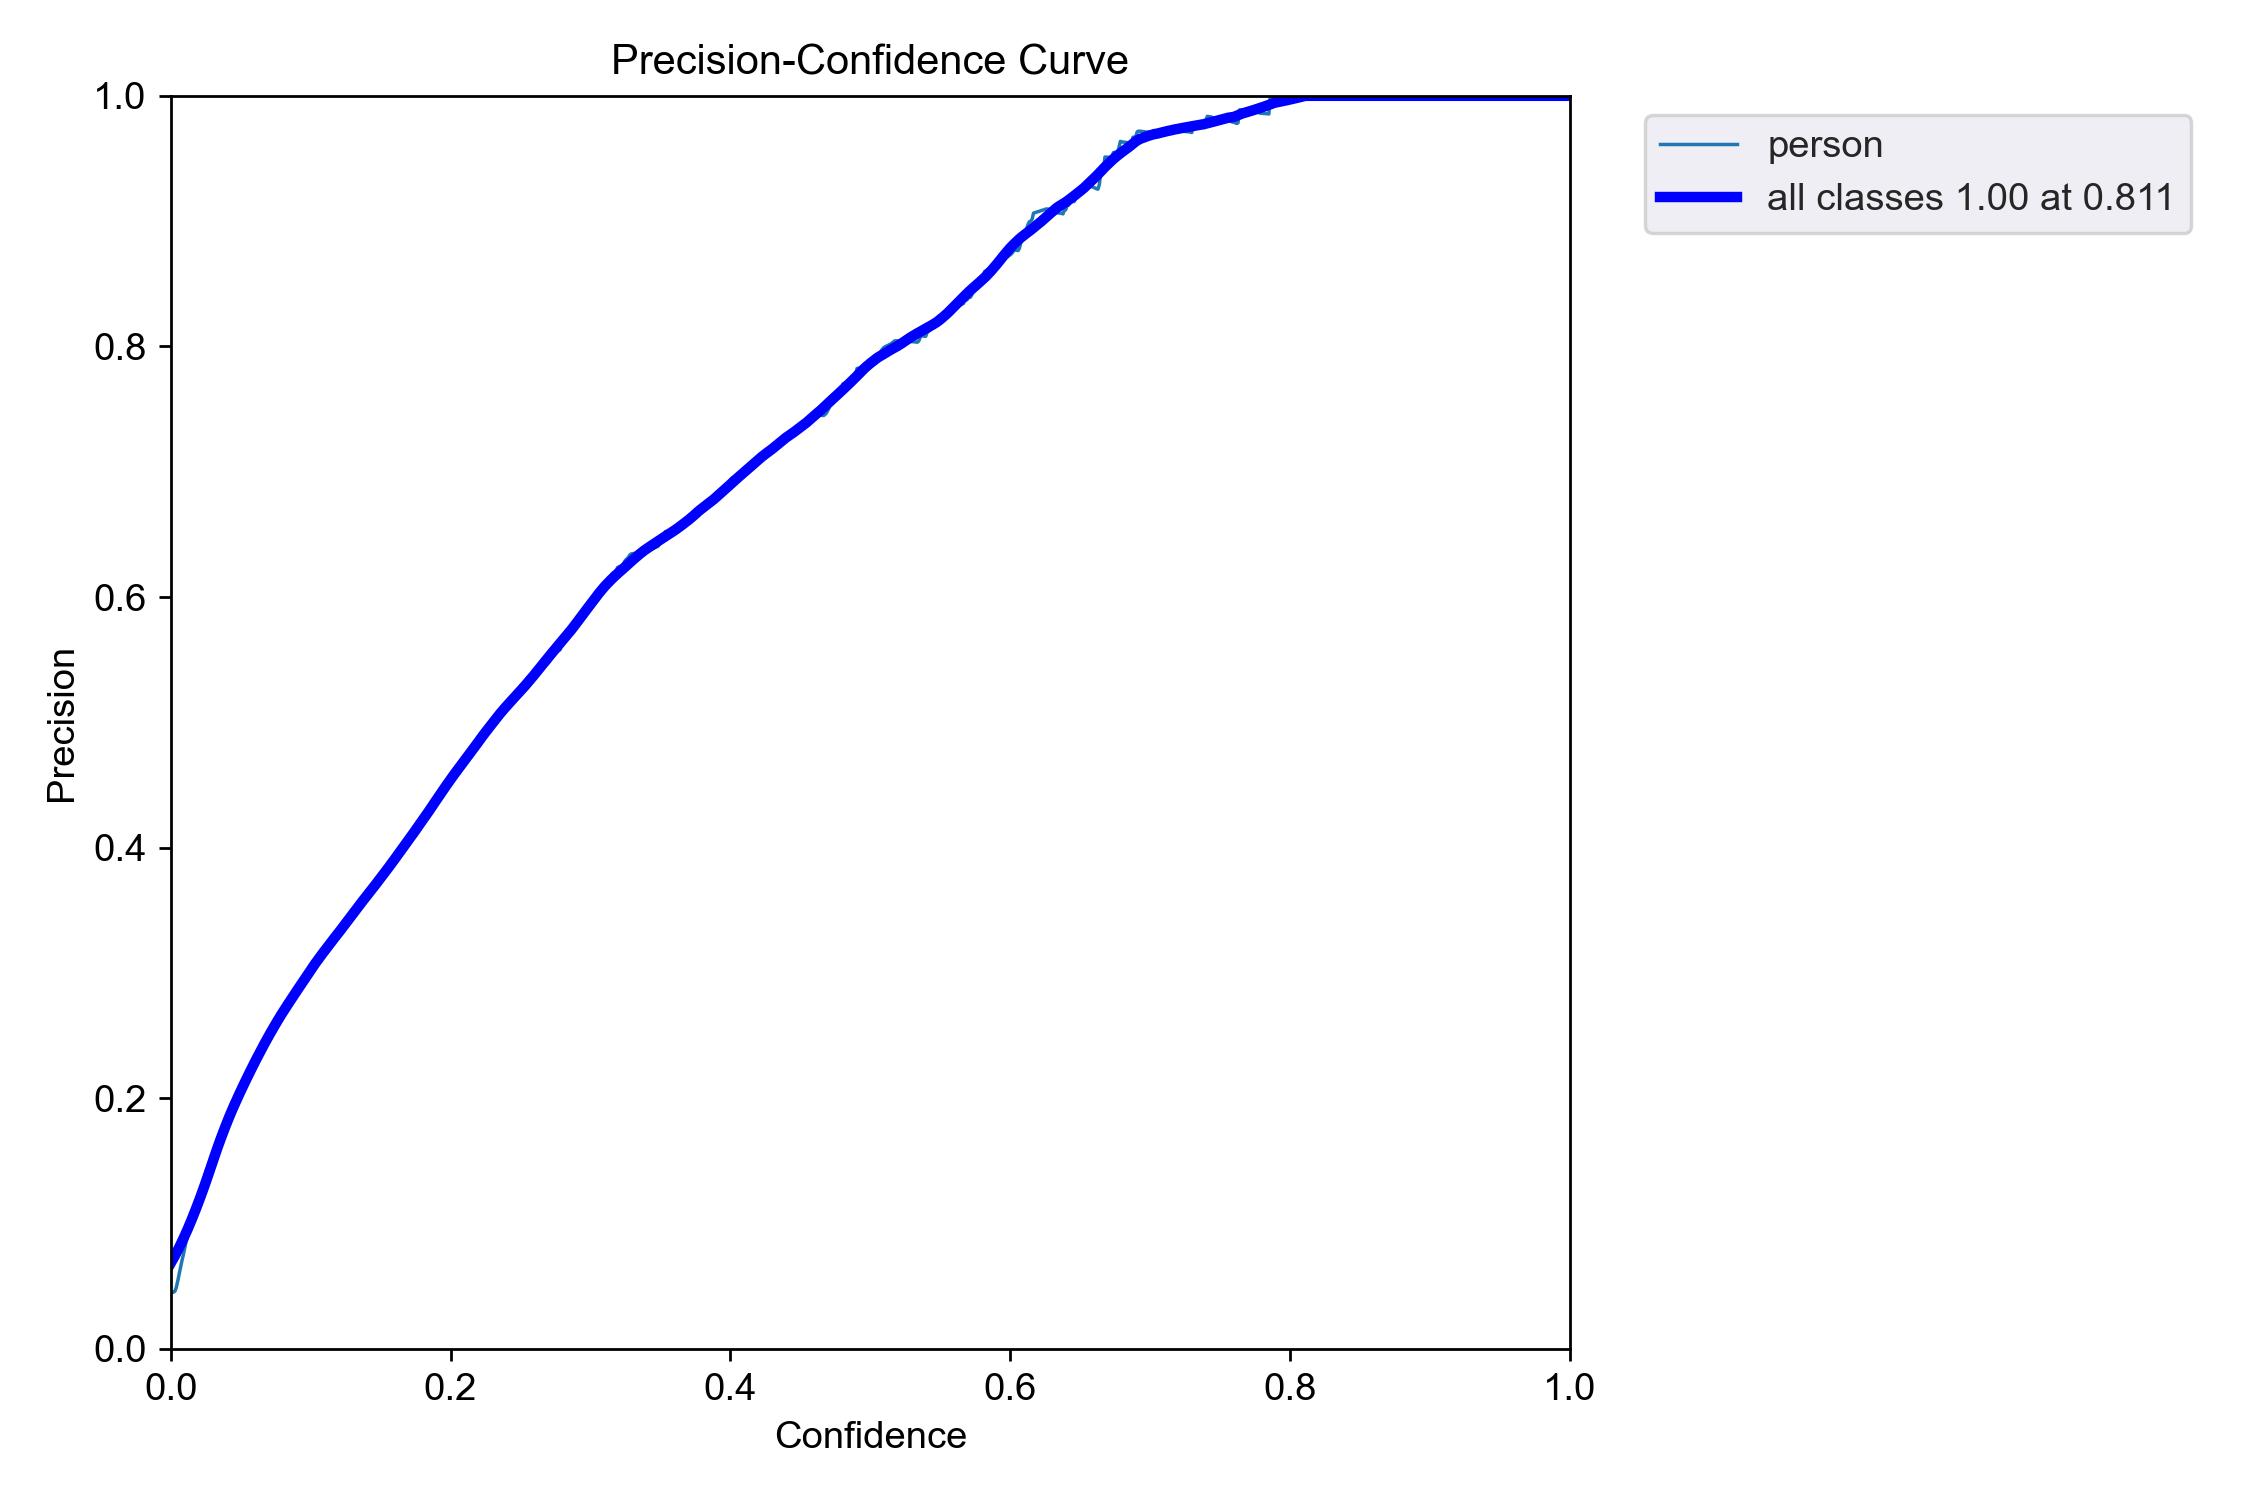 Precision-Confidence Curve
1.0
0.8
0.6
0.4
0.2
0.0
Precision
0.0 0.2 0.4 0.6 0.8 1.0
Confidence
person
all classes 1.00 at 0.811